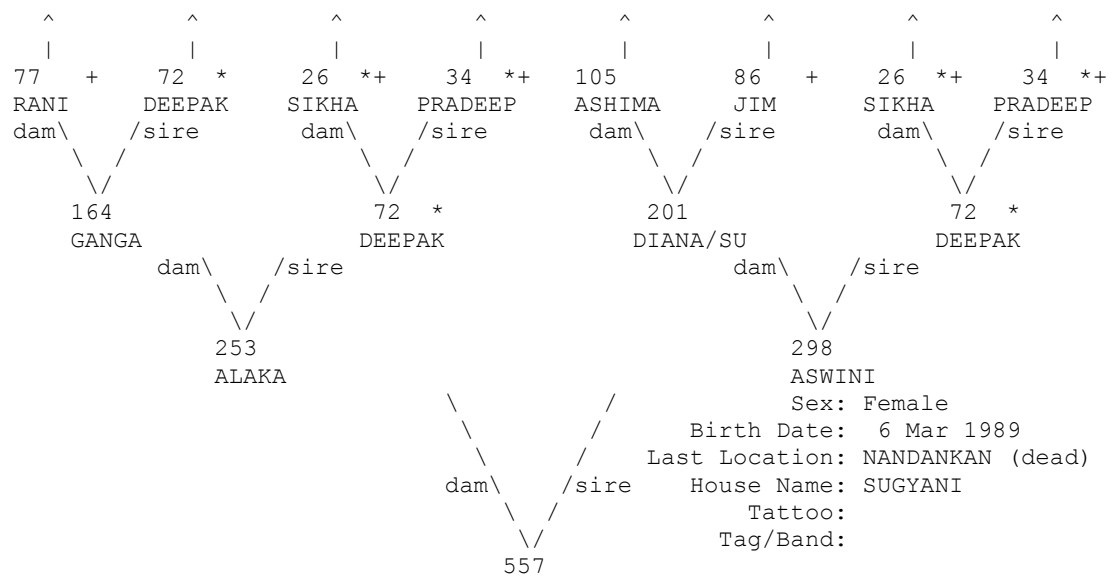 ^ ^ ^ ^ ^ ^ ^ ^
| | | | | | | |
77 + 72 * 26 *+ 34 *+ 105 86 + 26 *+ 34 *+
RANI DEEPAK SIKHA PRADEEP ASHIMA JIM SIKHA PRADEEP
dam\ /sire dam\ /sire dam\ /sire dam\ /sire
\ / \ / \ / \ /
\/ \/ \/ \/
164 72 * 201 72 *
GANGA DEEPAK DIANA/SU DEEPAK
dam\ /sire dam\ /sire
\ / \ /
\/ \/
253 298
ALAKA ASWINI
\ / Sex: Female
\ / Birth Date: 6 Mar 1989
\ / Last Location: NANDANKAN (dead)
dam\ /sire House Name: SUGYANI
\ / Tattoo:
\/ Tag/Band:
557